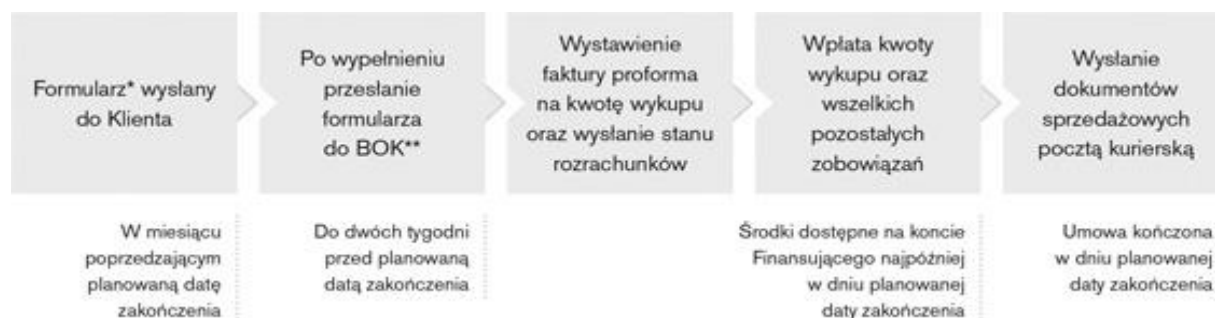 Formularz* wysłany
do Klienta
Po wypełnieniu
przesłanie
formularza
do BOK**
Wystawienie
faktury proforma
na kwotę wykupu
oraz wysłanie stanu
rozrachunków
Wpłata kwoty
wykupu oraz
wszelkich
pozostałych
zobowiązań
Wysłanie
dokumentów
sprzedażowych
pocztą kurierską
W miesiącu
poprzedzającym
planowaną datę
zakończenia
Do dwóch tygodni
przed planowaną
datą zakończenia
Środki dostępne na koncie
Finansującego najpóźniej
w dniu planowanej
daty zakończenia
Umowa kończona
w dniu planowanej
daty zakończenia